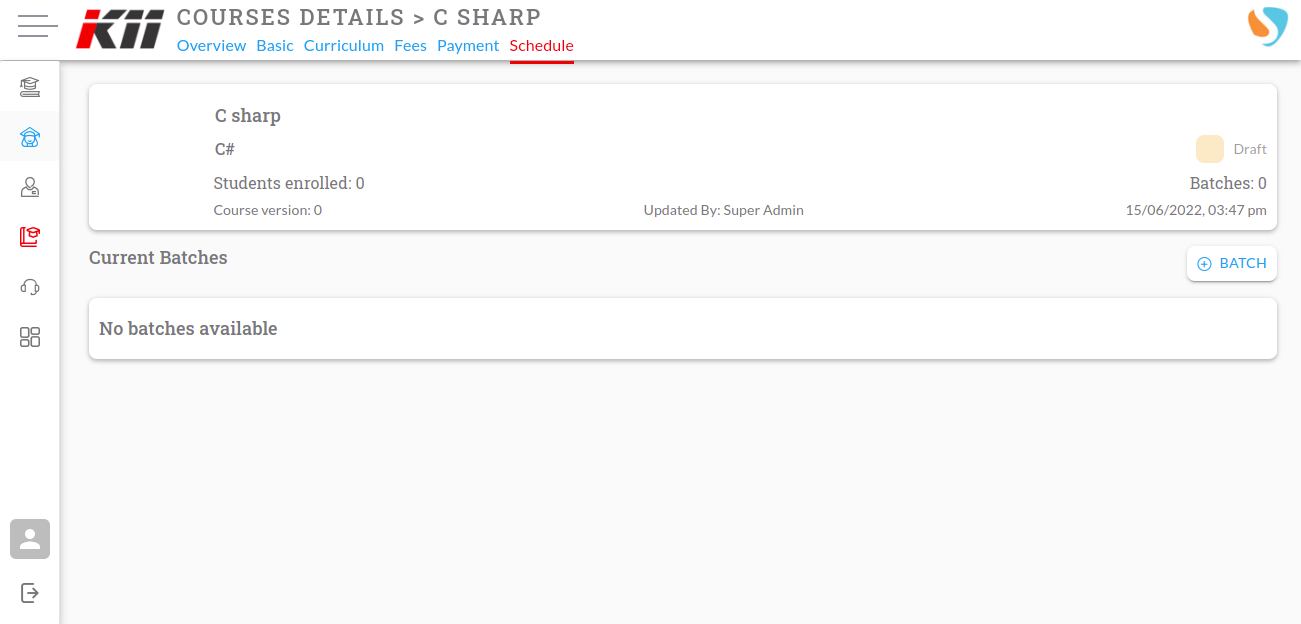 KTI
COURSES DETAILS > C SHARP
Overview Basic Curriculum Fees Payment Schedule
C sharp
C#
Draft
Students enrolled: 0
Batches: 0
Course version: 0
Updated By: Super Admin
15/06/2022, 03:47 pm
Current Batches
BATCH
No batches available